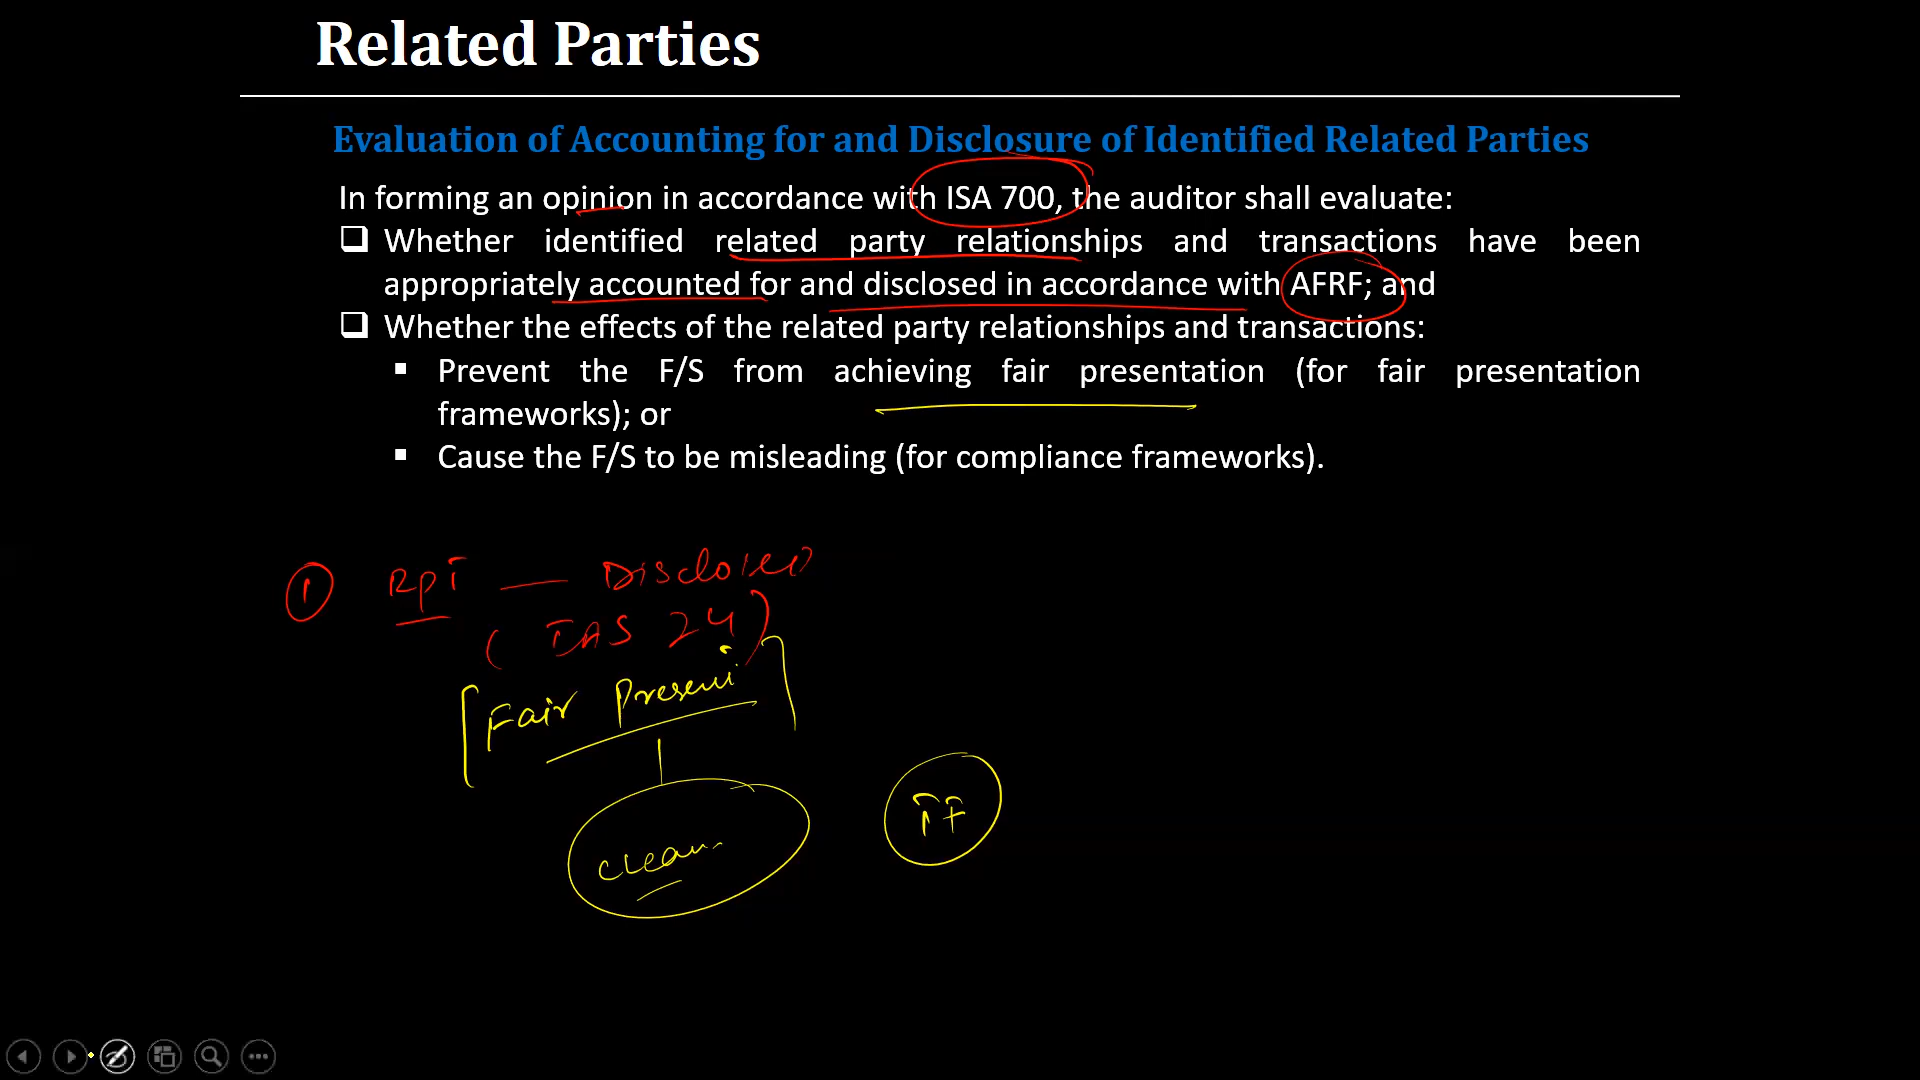 Related Parties
Evaluation of Accounting for and Disclosure of Identified Related Parties
In forming an opinion in accordance with ISA 700, the auditor shall evaluate:
❑ Whether identified related party relationships and transactions have been
appropriately accounted for and disclosed in accordance with AFRF; and
❑ Whether the effects of the related party relationships and transactions:
▪ Prevent the F/S from achieving fair presentation (for fair presentation
frameworks); or
▪ Cause the F/S to be misleading (for compliance frameworks).
① RPT — Disclosed
( IAS 24 )
[ Fair Present ]
clean.